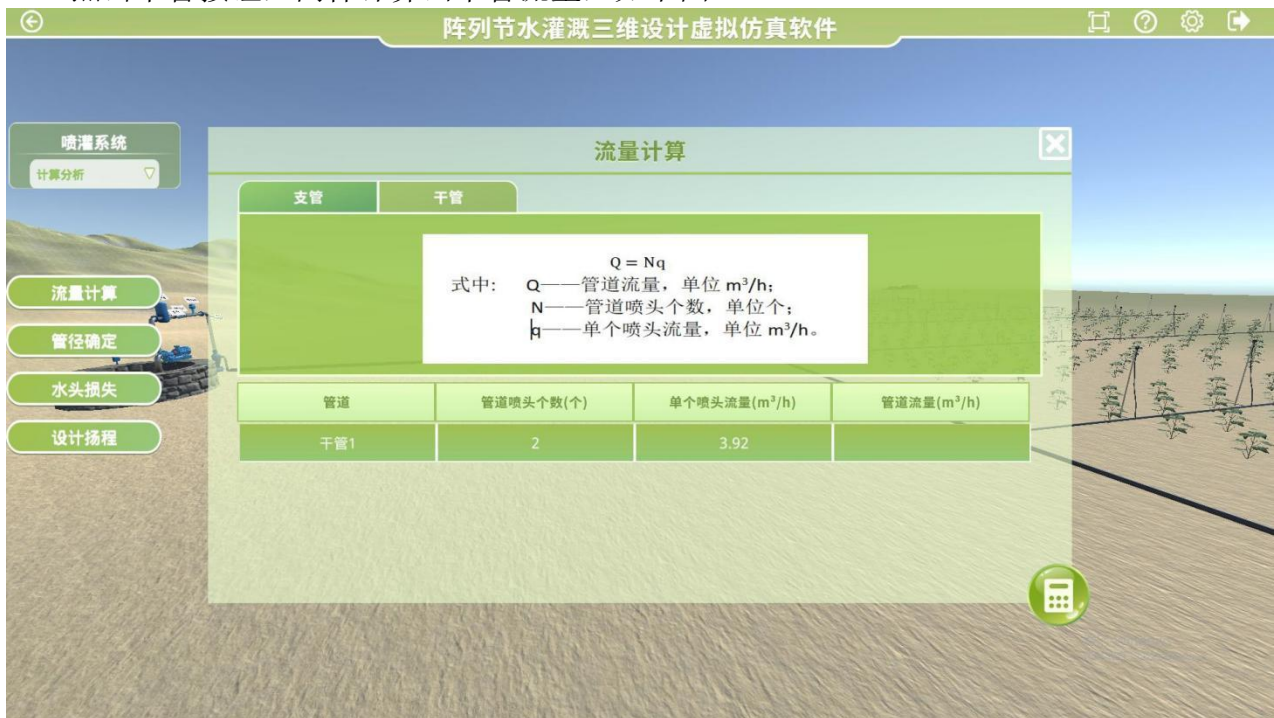 阵列节水灌溉三维设计虚拟仿真软件
喷灌系统
计算分析
流量计算
支管
干管
Q = Nq
式中: Q——管道流量，单位 m³/h;
N——管道喷头个数，单位个;
q——单个喷头流量，单位 m³/h。
流量计算
管径确定
水头损失
设计扬程
管道 管道喷头个数(个) 单个喷头流量(m³/h) 管道流量(m³/h)
干管1 2 3.92